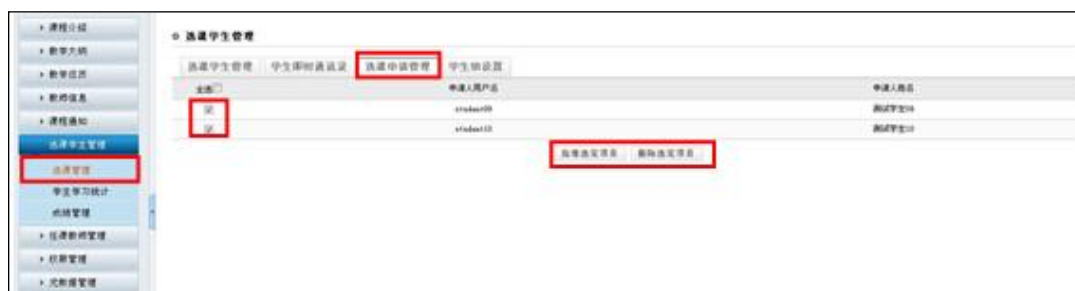 课程介绍
教学大纲
教学日历
教师信息
课程通知
选课学生管理
选课管理
学生学习统计
成绩管理
任课教师管理
权限管理
元数据管理
选课学生管理
选课学生管理 学生即时通讯录 选课申请管理 学生组设置
全选 申请人用户名 申请人姓名
student09 测试学生09
student10 测试学生10
批准选定项目 删除选定项目